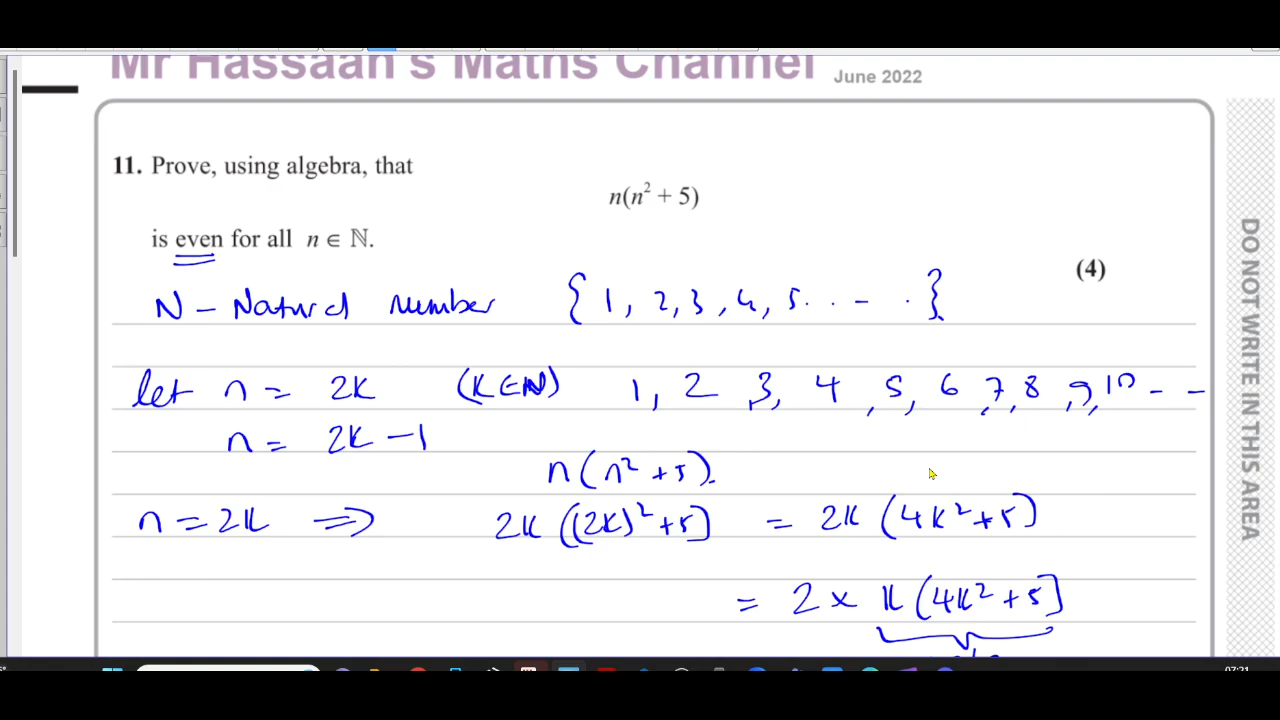 Mr Hassaan's Maths Channel June 2022
11. Prove, using algebra, that
n(n² + 5)
is even for all n ∈ ℕ.
(4)
N - Natural number {1, 2, 3, 4, 5. . - .}
let n = 2K (K∈ℕ) 1, 2, 3, 4, 5, 6, 7, 8, 9, 10 - -
n = 2K - 1
n(n² + 5).
n = 2K ⇒ 2K((2K)² + 5) = 2K(4K² + 5)
= 2 × K(4K² + 5)
DO NOT WRITE IN THIS AREA
07:21